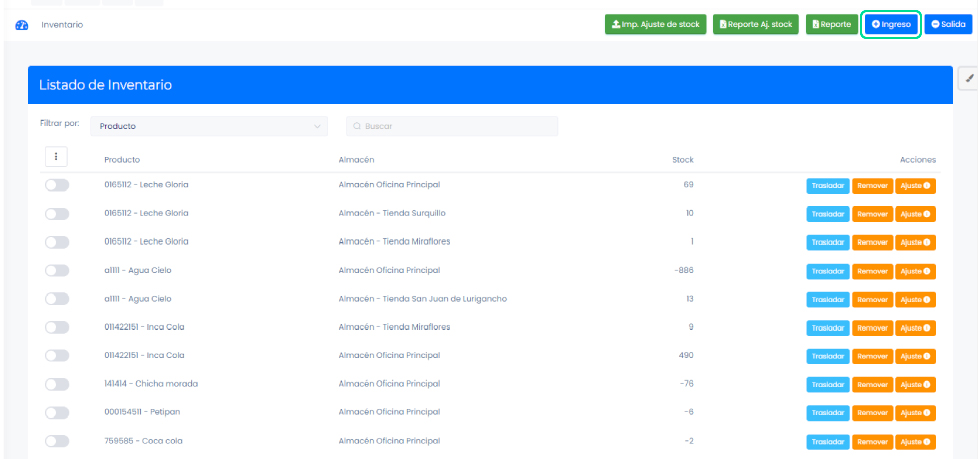 Inventario
Imp. Ajuste de stock
Reporte Aj. stock
Reporte
Ingreso
Salida
Listado de Inventario
Filtrar por:
Producto
Buscar
Producto Almacén Stock Acciones
0165112 - Leche Gloria Almacén Oficina Principal 69 Trasladar Remover Ajuste
0165112 - Leche Gloria Almacén - Tienda Surquillo 10 Trasladar Remover Ajuste
0165112 - Leche Gloria Almacén - Tienda Miraflores 1 Trasladar Remover Ajuste
a1111 - Agua Cielo Almacén Oficina Principal -886 Trasladar Remover Ajuste
a1111 - Agua Cielo Almacén - Tienda San Juan de Lurigancho 13 Trasladar Remover Ajuste
011422151 - Inca Cola Almacén - Tienda Miraflores 9 Trasladar Remover Ajuste
011422151 - Inca Cola Almacén Oficina Principal 490 Trasladar Remover Ajuste
141414 - Chicha morada Almacén Oficina Principal -76 Trasladar Remover Ajuste
000154511 - Petipan Almacén Oficina Principal -6 Trasladar Remover Ajuste
759585 - Coca cola Almacén Oficina Principal -2 Trasladar Remover Ajuste